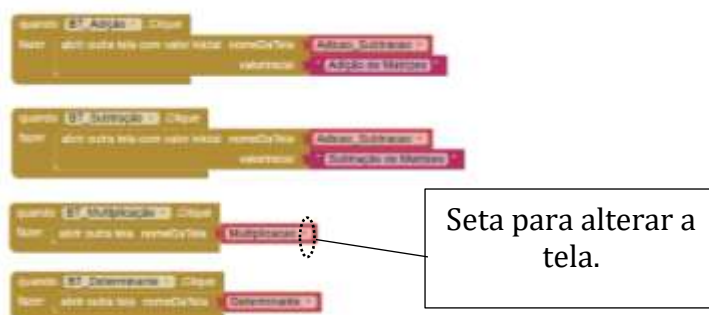 quando BT_Adição Clique
fazer abrir outra tela com valor inicial nomeDaTela Adicao_Subtracao
valorInicial " Adição de Matrizes "
quando BT_Subtração Clique
fazer abrir outra tela com valor inicial nomeDaTela Adicao_Subtracao
valorInicial " Subtração de Matrizes "
quando BT_Multiplicação Clique
fazer abrir outra tela nomeDaTela Multiplicacao
Seta para alterar a
tela.
quando BT_Determinante Clique
fazer abrir outra tela nomeDaTela Determinante